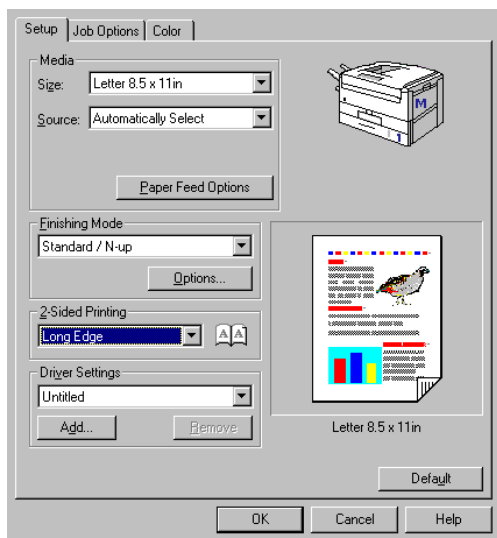 Setup Job Options Color
Media
Size: Letter 8.5 x 11in
Source: Automatically Select
Paper Feed Options
M
1
Finishing Mode
Standard / N-up
Options...
2-Sided Printing
Long Edge
A A
Driver Settings
Untitled
Add... Remove
Letter 8.5 x 11in
Default
OK Cancel Help